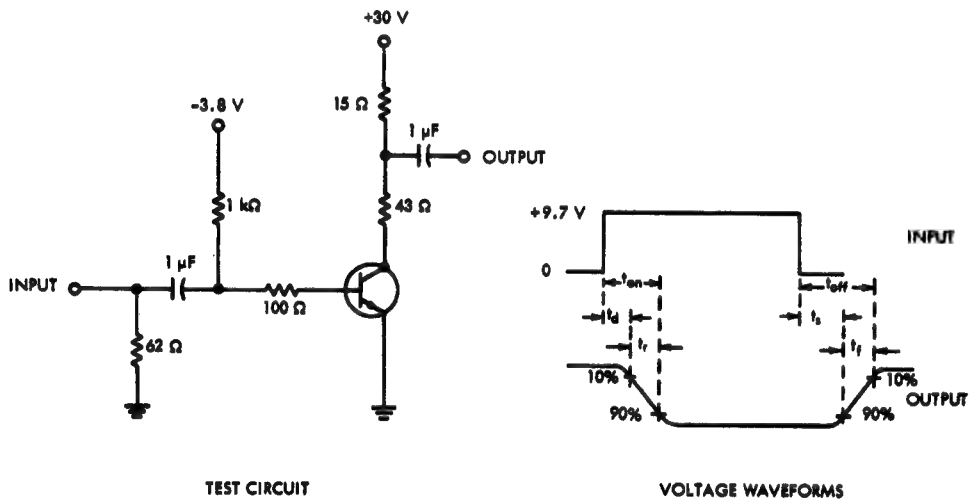 +30 V
15 Ω
-3.8 V
1 µF
OUTPUT
1 kΩ
43 Ω
1 µF
INPUT
100 Ω
62 Ω
TEST CIRCUIT
+9.7 V
INPUT
0
ton
toff
td
ts
tr
tf
10%
10%
OUTPUT
90%
90%
VOLTAGE WAVEFORMS